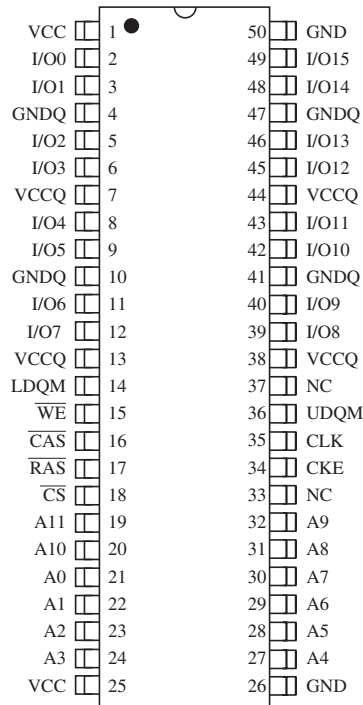 VCC 1 50 GND
I/O0 2 49 I/O15
I/O1 3 48 I/O14
GNDQ 4 47 GNDQ
I/O2 5 46 I/O13
I/O3 6 45 I/O12
VCCQ 7 44 VCCQ
I/O4 8 43 I/O11
I/O5 9 42 I/O10
GNDQ 10 41 GNDQ
I/O6 11 40 I/O9
I/O7 12 39 I/O8
VCCQ 13 38 VCCQ
LDQM 14 37 NC
W̅E̅ 15 36 UDQM
C̅A̅S̅ 16 35 CLK
R̅A̅S̅ 17 34 CKE
C̅S̅ 18 33 NC
A11 19 32 A9
A10 20 31 A8
A0 21 30 A7
A1 22 29 A6
A2 23 28 A5
A3 24 27 A4
VCC 25 26 GND